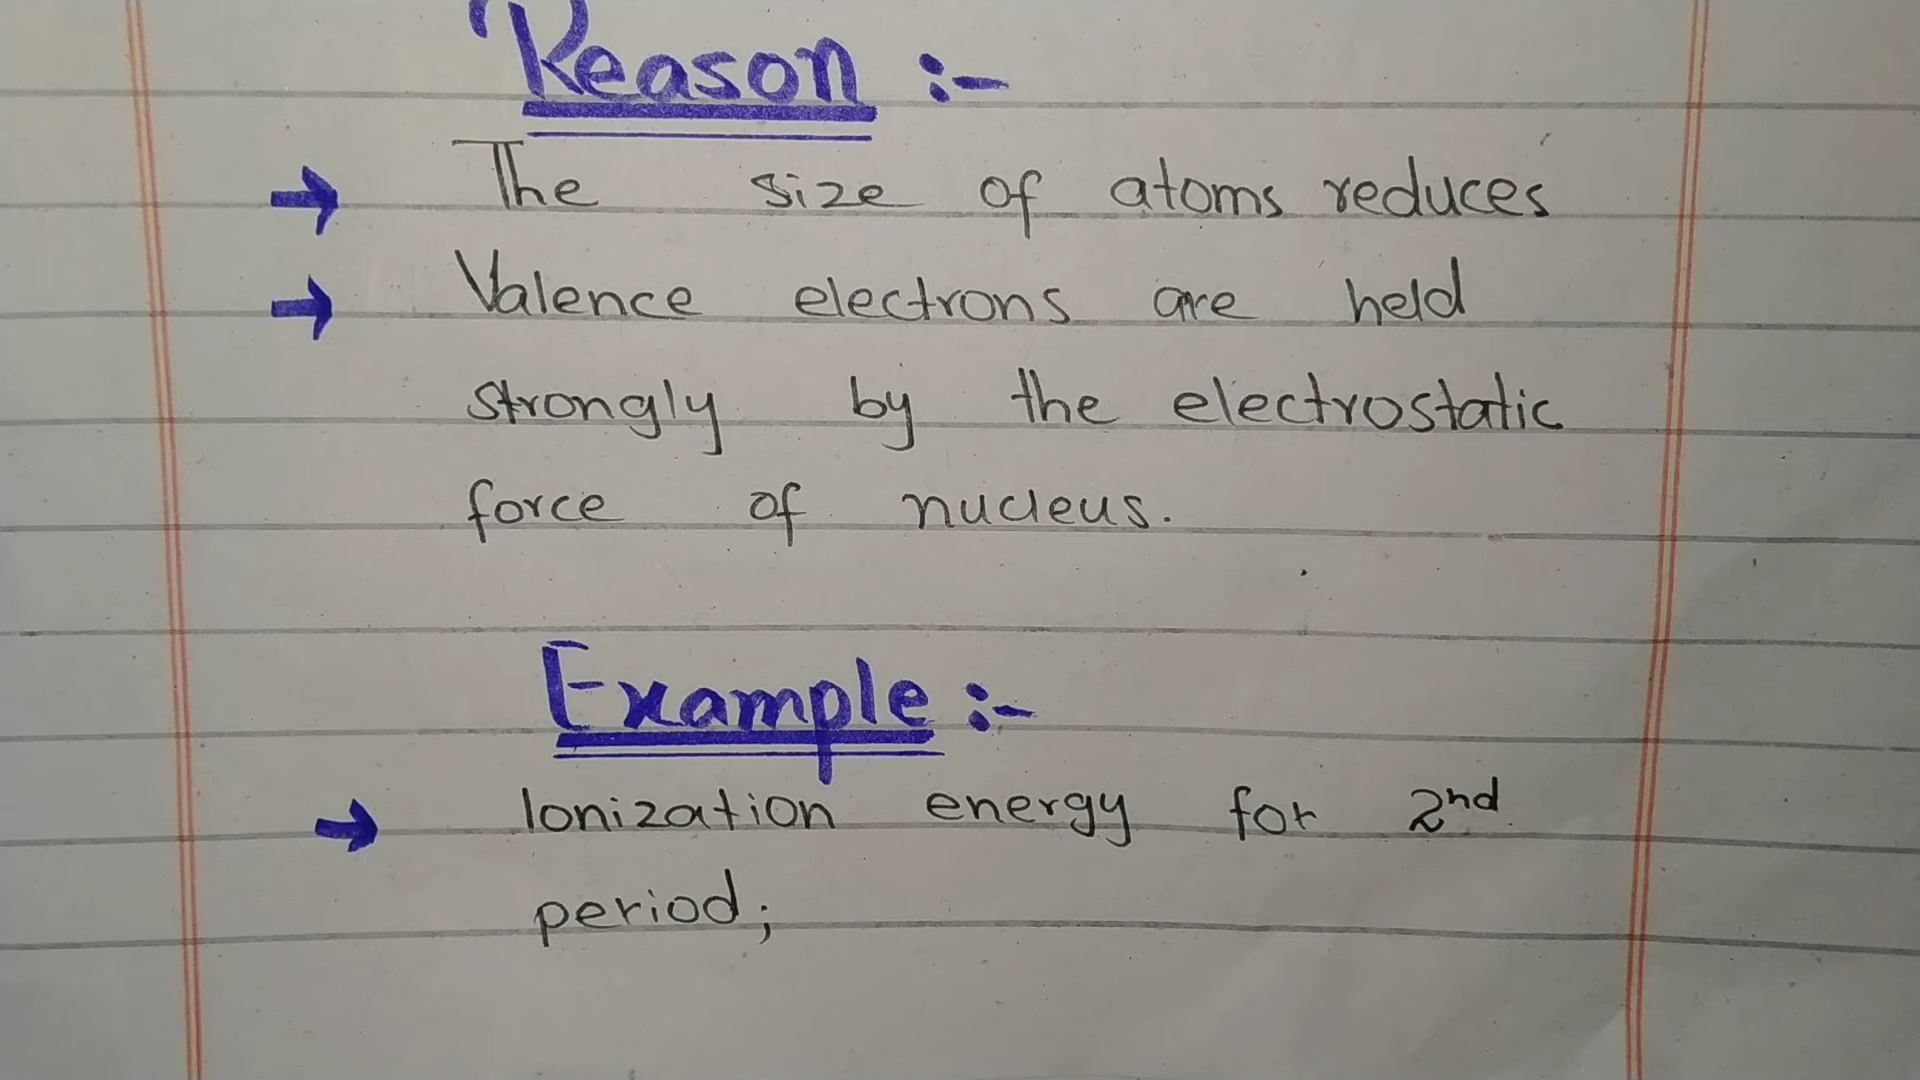 Reason :-
→ The size of atoms reduces
→ Valence electrons are held
strongly by the electrostatic
force of nucleus.
Example :-
→ Ionization energy for 2nd
period;